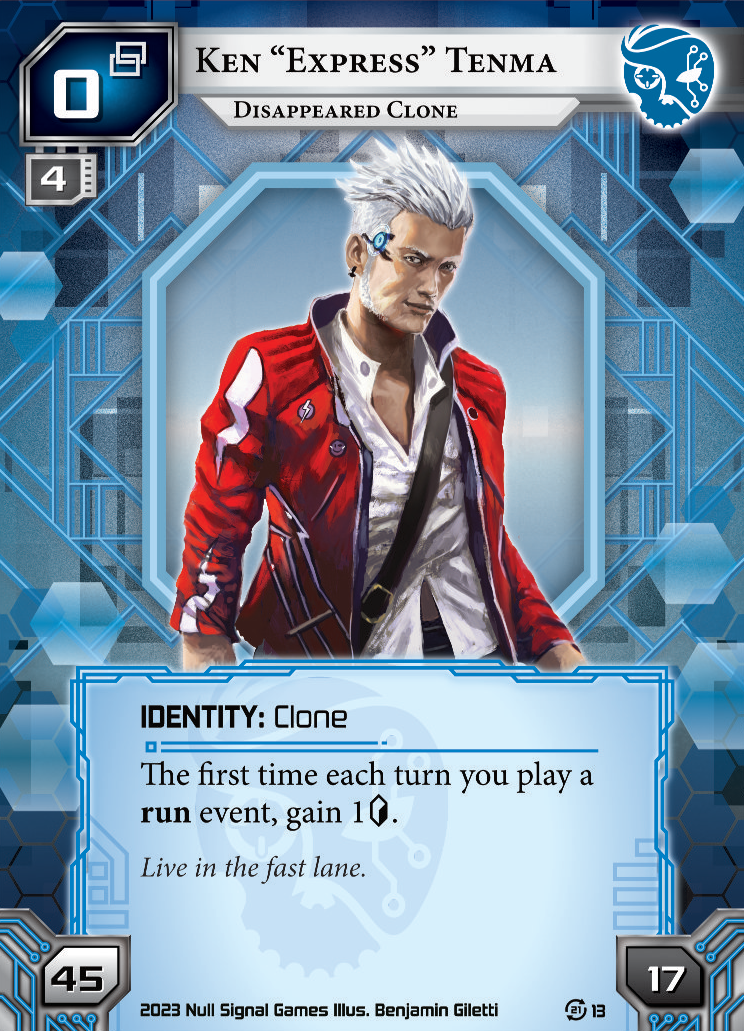 0
KEN “EXPRESS” TENMA
DISAPPEARED CLONE
4
IDENTITY: Clone
The first time each turn you play a
run event, gain 1.
Live in the fast lane.
45
17
2023 Null Signal Games Illus. Benjamin Giletti
21 13